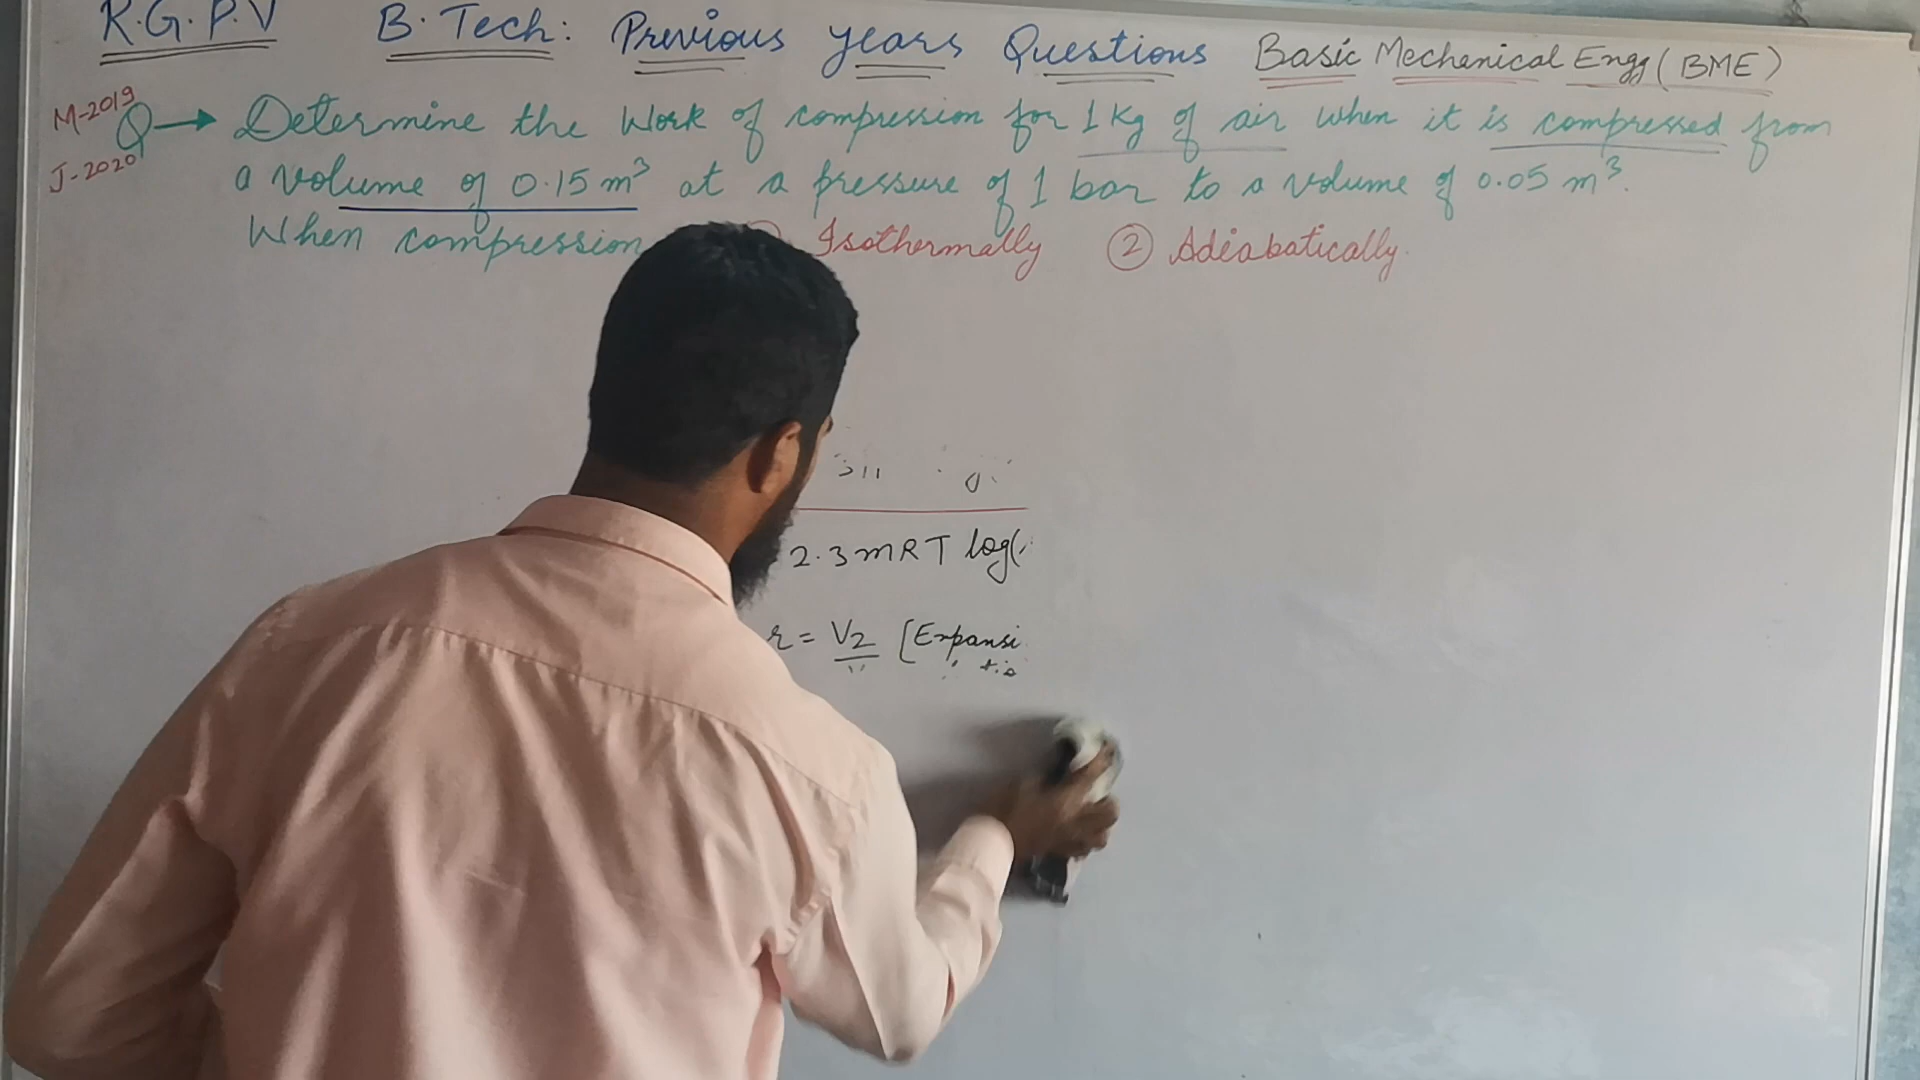 R.G.P.V B.Tech: Previous years Questions Basic Mechenical Engg (BME)
M-2019
J-2020
Q → Determine the Work of compression for 1 Kg of air when it is compressed from
a volume of 0.15 m³ at a pressure of 1 bar to a volume of 0.05 m³.
When compression Isothermally ② Adiabatically.
2.3 mRT log(
r = V2 [Expansi